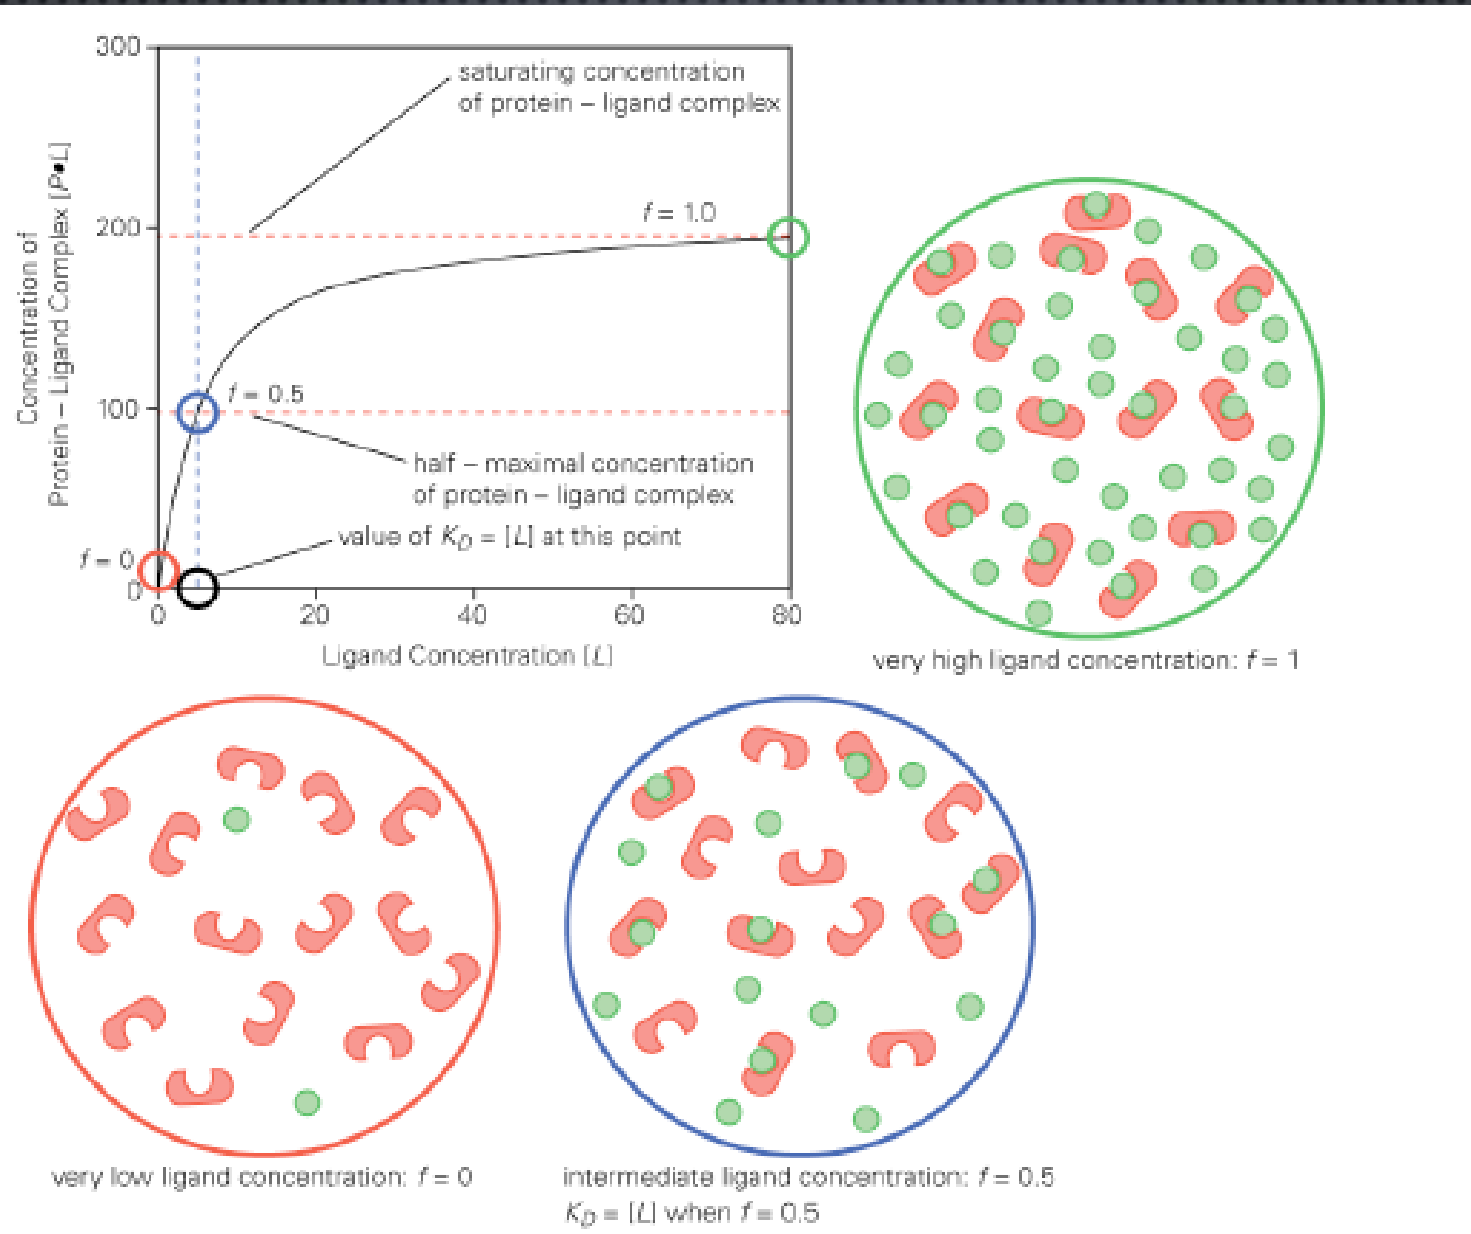 300
saturating concentration
of protein – ligand complex
Concentration of
Protein – Ligand Complex [P•L]
f = 1.0
200
f = 0.5
100
half – maximal concentration
of protein – ligand complex
value of K_D = [L] at this point
f = 0
0
0 20 40 60 80
Ligand Concentration [L]
very high ligand concentration: f = 1
very low ligand concentration: f = 0
intermediate ligand concentration: f = 0.5
K_D = [L] when f = 0.5